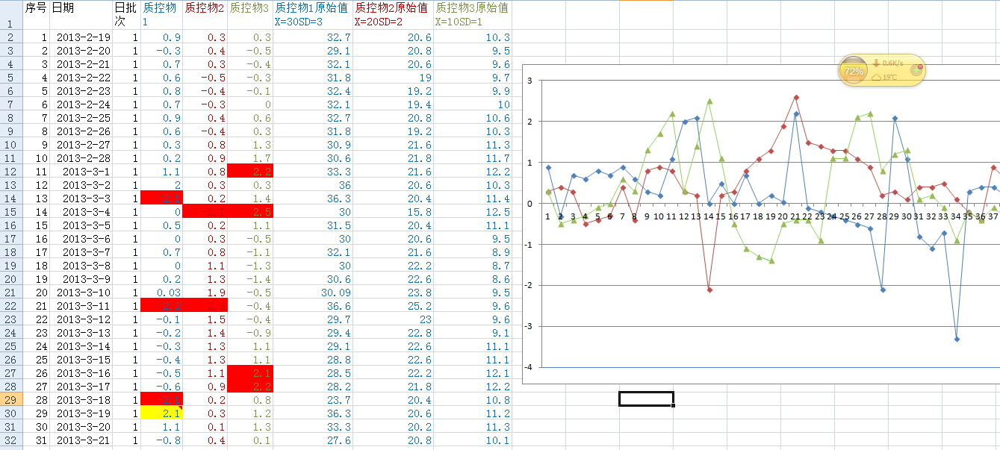 序号 日期 日批次 质控物1 质控物2 质控物3 质控物1原始值 X=30SD=3 质控物2原始值 X=20SD=2 质控物3原始值 X=10SD=1
1
2 1 2013-2-19 1 0.9 0.3 0.3 32.7 20.6 10.3
3 2 2013-2-20 1 -0.3 0.4 -0.5 29.1 20.8 9.5
4 3 2013-2-21 1 0.7 0.3 -0.4 32.1 20.6 9.6
5 4 2013-2-22 1 0.6 -0.5 -0.3 31.8 19 9.7
6 5 2013-2-23 1 0.8 -0.4 -0.1 32.4 19.2 9.9
7 6 2013-2-24 1 0.7 -0.3 0 32.1 19.4 10
8 7 2013-2-25 1 0.9 0.4 0.6 32.7 20.8 10.6
9 8 2013-2-26 1 0.6 -0.4 0.3 31.8 19.2 10.3
10 9 2013-2-27 1 0.3 0.8 1.3 30.9 21.6 11.3
11 10 2013-2-28 1 0.2 0.9 1.7 30.6 21.8 11.7
12 11 2013-3-1 1 1.1 0.8 2.2 33.3 21.6 12.2
13 12 2013-3-2 1 2 0.3 0.3 36 20.6 10.3
14 13 2013-3-3 1 2.1 0.2 1.4 36.3 20.4 11.4
15 14 2013-3-4 1 0 -2.1 2.5 30 15.8 12.5
16 15 2013-3-5 1 0.5 0.2 1.1 31.5 20.4 11.1
17 16 2013-3-6 1 0 0.3 -0.5 30 20.6 9.5
18 17 2013-3-7 1 0.7 0.8 -1.1 32.1 21.6 8.9
19 18 2013-3-8 1 0 1.1 -1.3 30 22.2 8.7
20 19 2013-3-9 1 0.2 1.3 -1.4 30.6 22.6 8.6
21 20 2013-3-10 1 0.03 1.9 -0.5 30.09 23.8 9.5
22 21 2013-3-11 1 2.2 2.6 -0.4 36.6 25.2 9.6
23 22 2013-3-12 1 -0.1 1.5 -0.4 29.7 23 9.6
24 23 2013-3-13 1 -0.2 1.4 -0.9 29.4 22.8 9.1
25 24 2013-3-14 1 -0.3 1.3 1.1 29.1 22.6 11.1
26 25 2013-3-15 1 -0.4 1.3 1.1 28.8 22.6 11.1
27 26 2013-3-16 1 -0.5 1.1 2.1 28.5 22.2 12.1
28 27 2013-3-17 1 -0.6 0.9 2.2 28.2 21.8 12.2
29 28 2013-3-18 1 -2.1 0.2 0.8 23.7 20.4 10.8
30 29 2013-3-19 1 2.1 0.3 1.2 36.3 20.6 11.2
31 30 2013-3-20 1 1.1 0.1 1.3 33.3 20.2 11.3
32 31 2013-3-21 1 -0.8 0.4 0.1 27.6 20.8 10.1
72% 0.6K/s
19℃
3
2
1
0
1 2 3 4 5 6 7 8 9 10 11 12 13 14 15 16 17 18 19 20 21 22 23 24 25 26 27 28 29 30 31 32 33 34 35 36 37
-1
-2
-3
-4